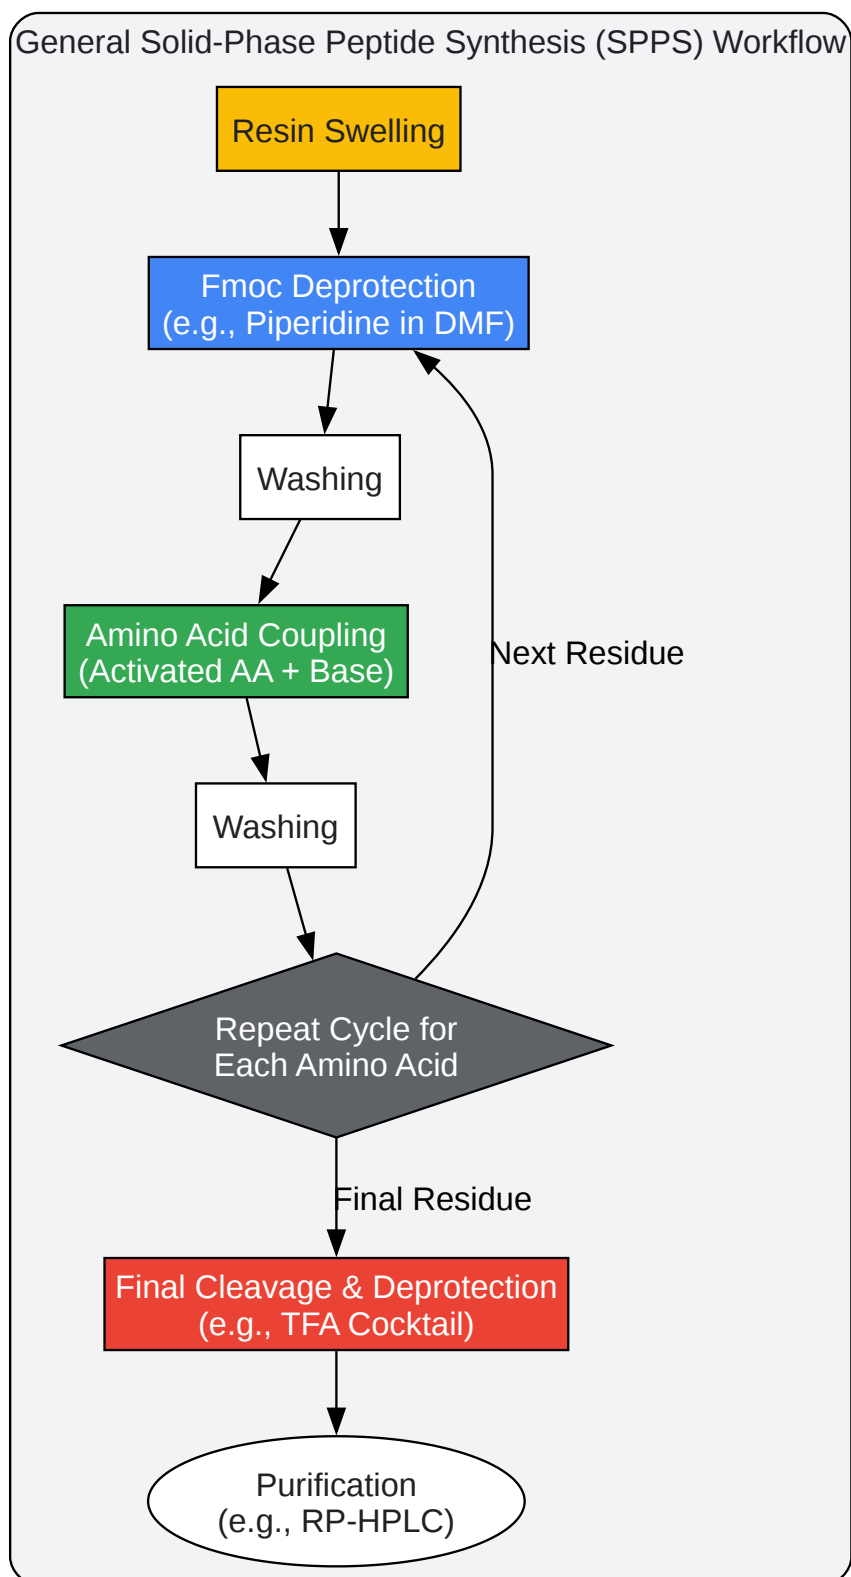 General Solid-Phase Peptide Synthesis (SPPS) Workflow
Resin Swelling
Fmoc Deprotection
(e.g., Piperidine in DMF)
Washing
Amino Acid Coupling
(Activated AA + Base)
Next Residue
Washing
Repeat Cycle for
Each Amino Acid
Final Residue
Final Cleavage & Deprotection
(e.g., TFA Cocktail)
Purification
(e.g., RP-HPLC)